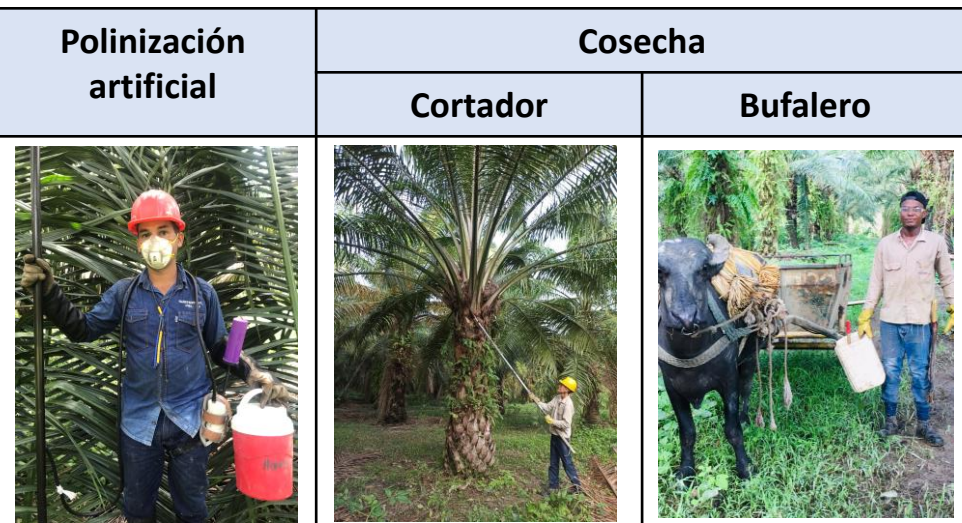 Polinización
artificial
Cosecha
Cortador
Bufalero